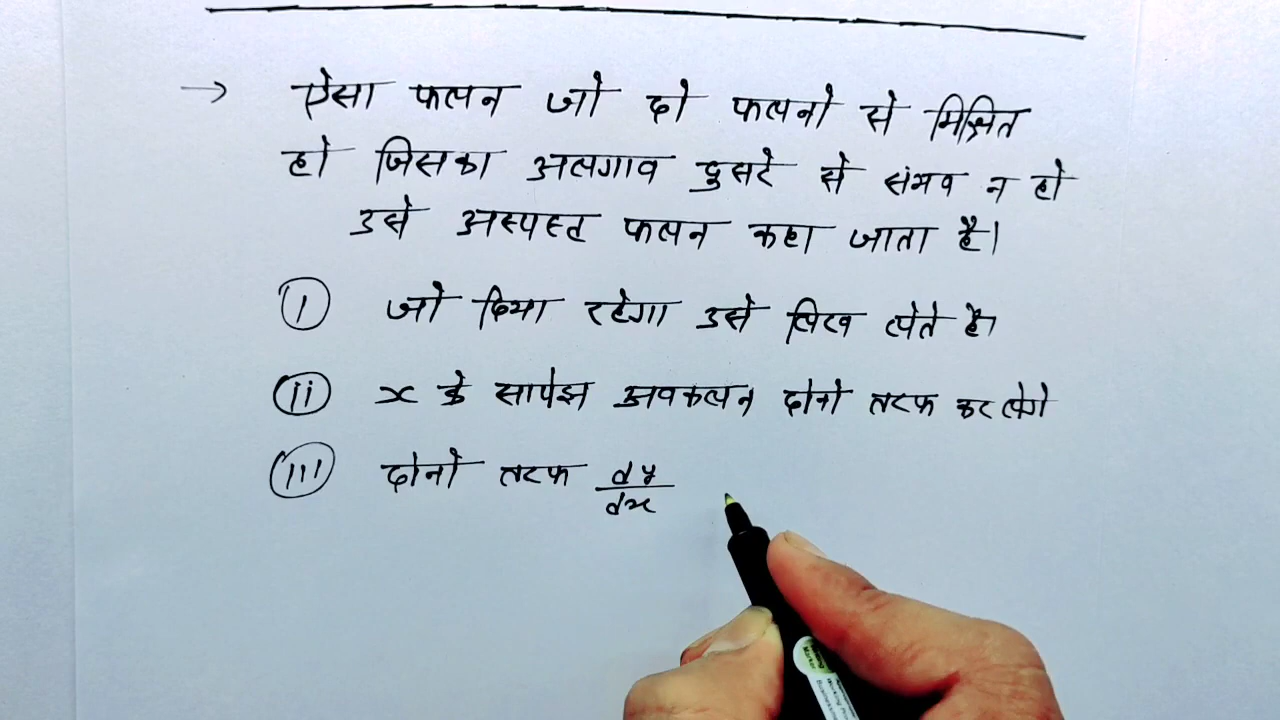 → ऐसा फलन जो दो फलनो से मिश्रित
हो जिसका अलगाव दुसरे से संभव न हो
उसे अस्पस्ट फलन कहा जाता है।
(i) जो दिया रहेगा उसे लिख लेते है।
(ii) x के सापेक्ष अवकलन दोनो तरफ कर लेगे
(iii) दोनो तरफ dy/dx